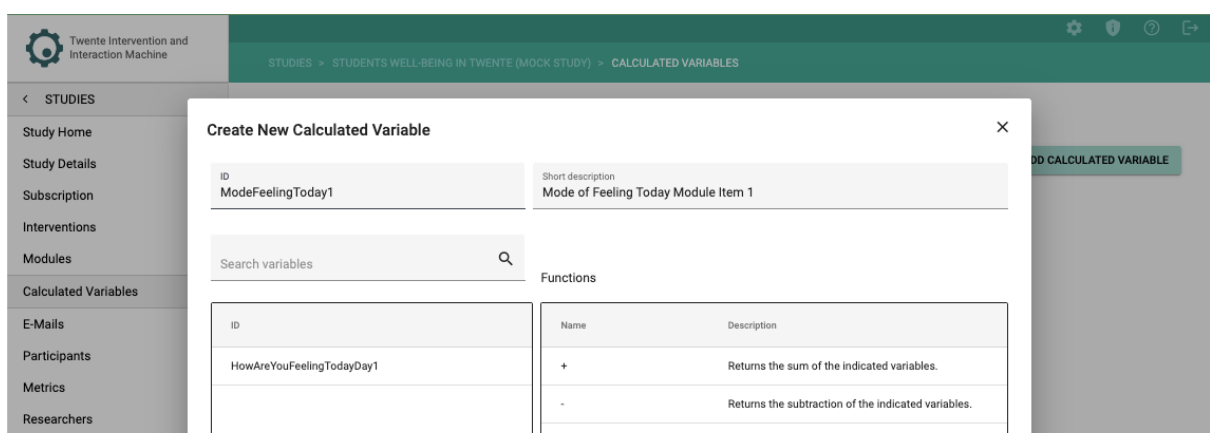 Twente Intervention and
Interaction Machine
STUDIES > STUDENTS WELL-BEING IN TWENTE (MOCK STUDY) > CALCULATED VARIABLES
< STUDIES
Study Home
Study Details
Subscription
Interventions
Modules
Calculated Variables
E-Mails
Participants
Metrics
Researchers
Create New Calculated Variable
DD CALCULATED VARIABLE
ID
ModeFeelingToday1
Short description
Mode of Feeling Today Module Item 1
Search variables
Functions
ID
HowAreYouFeelingTodayDay1
Name Description
+ Returns the sum of the indicated variables.
- Returns the subtraction of the indicated variables.